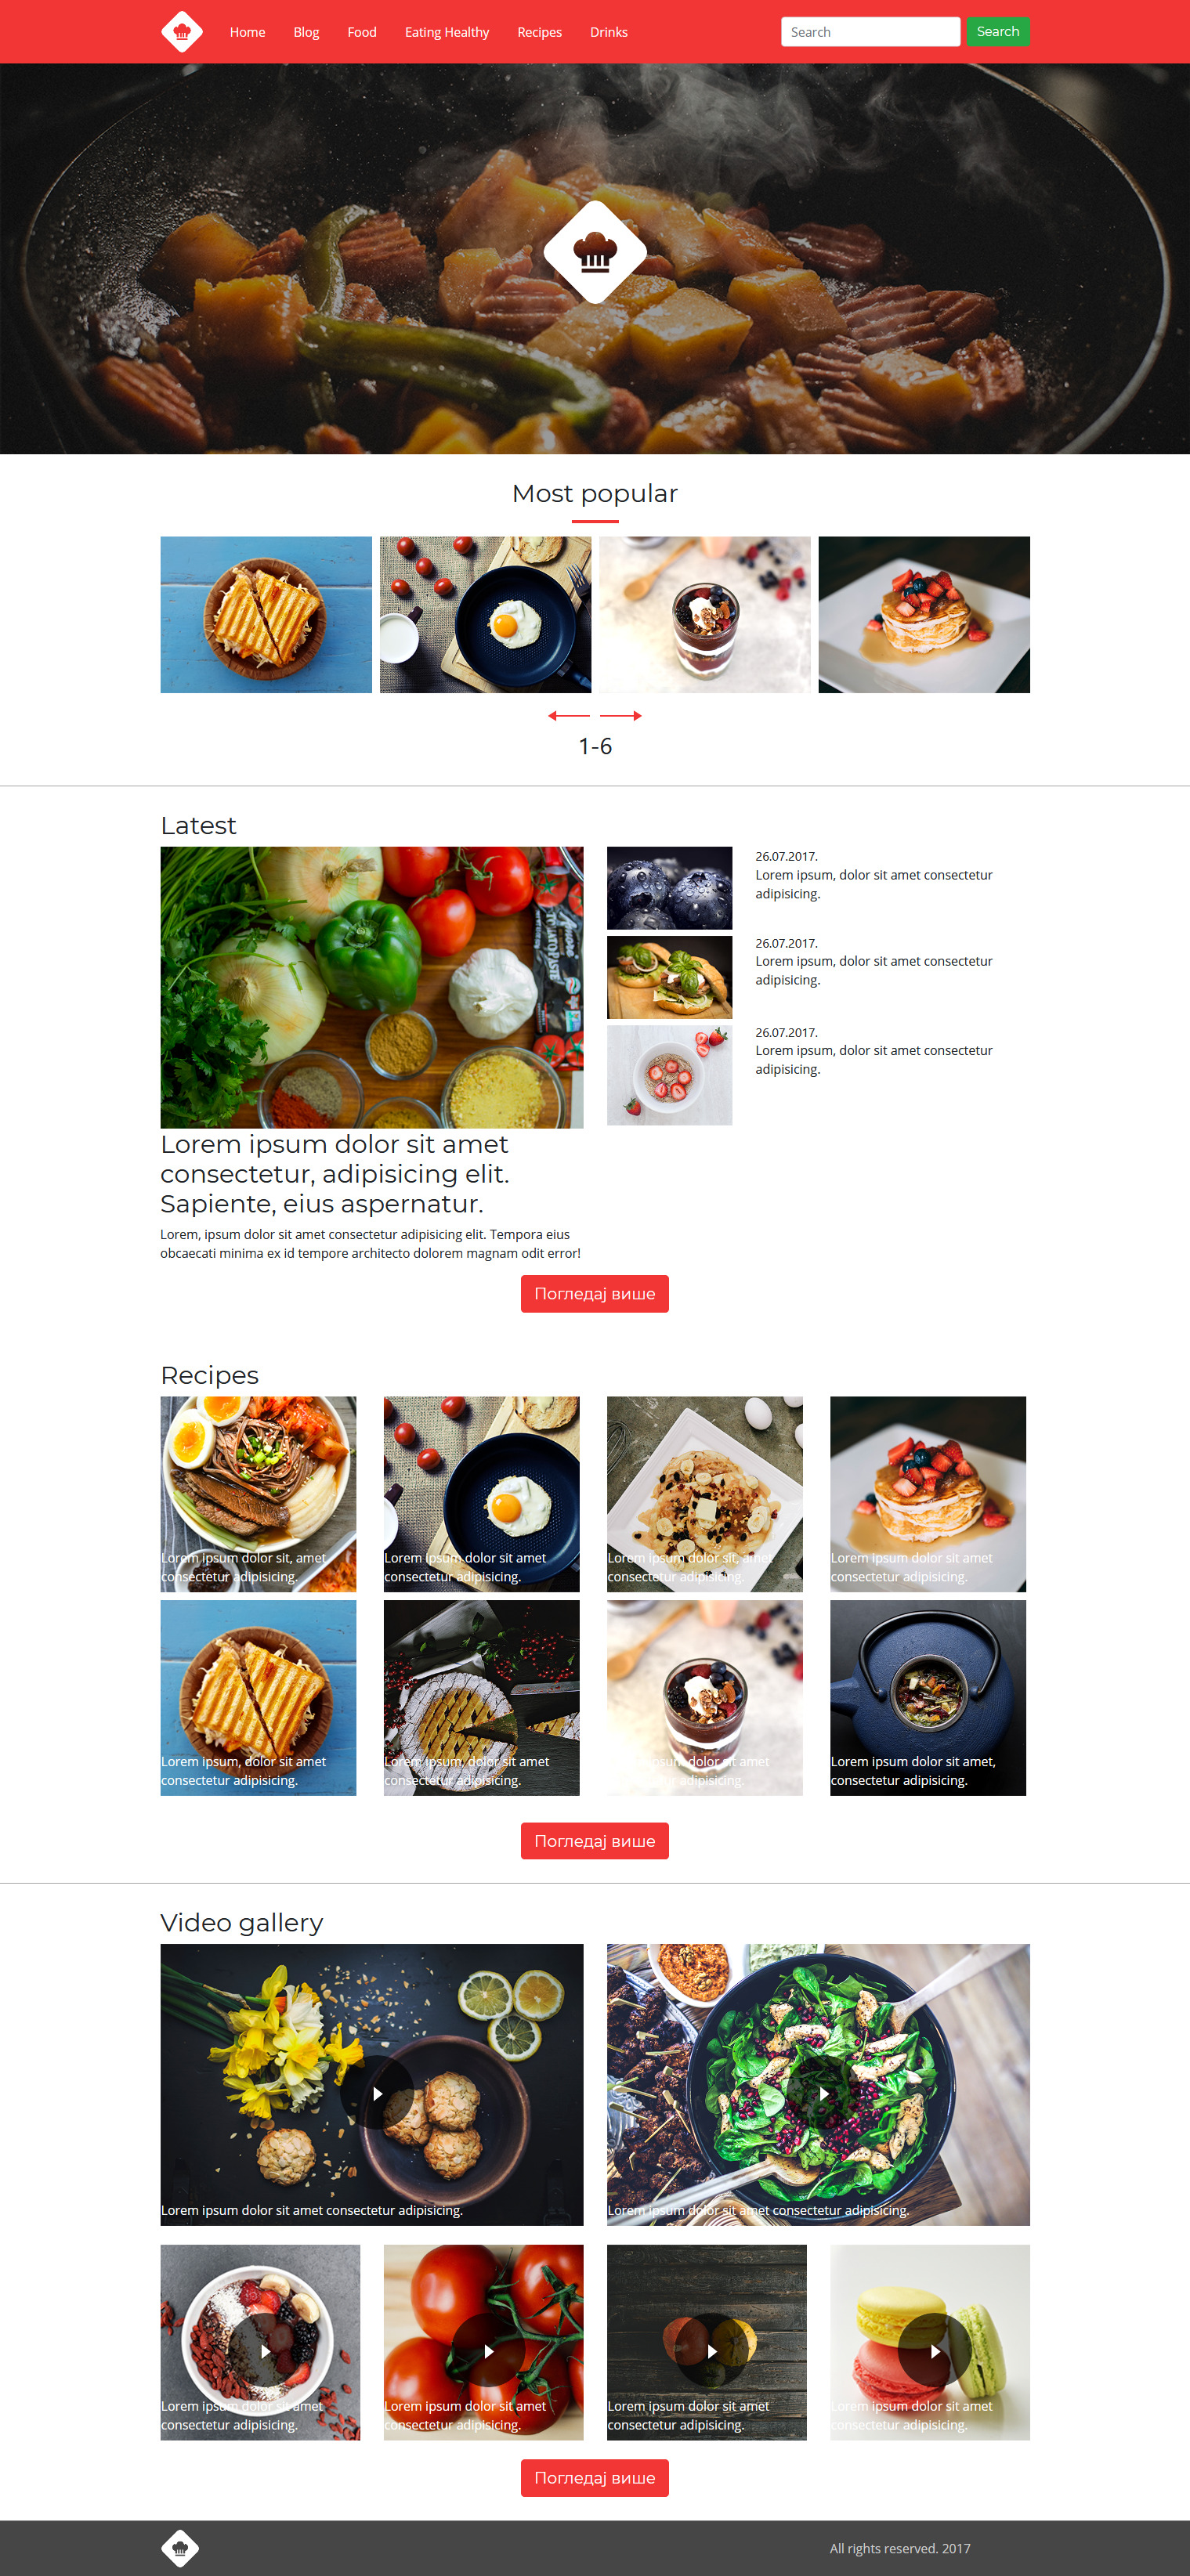 Home Blog Food Eating Healthy Recipes Drinks Search Search
Most popular
1-6
Latest
26.07.2017.
Lorem ipsum, dolor sit amet consectetur
adipisicing.
26.07.2017.
Lorem ipsum, dolor sit amet consectetur
adipisicing.
26.07.2017.
Lorem ipsum, dolor sit amet consectetur
adipisicing.
Lorem ipsum dolor sit amet
consectetur, adipisicing elit.
Sapiente, eius aspernatur.
Lorem, ipsum dolor sit amet consectetur adipisicing elit. Tempora eius
obcaecati minima ex id tempore architecto dolorem magnam odit error!
Погледај више
Recipes
Lorem ipsum dolor sit, amet
consectetur adipisicing.
Lorem ipsum dolor sit amet
consectetur adipisicing.
Lorem ipsum dolor sit, amet
consectetur adipisicing.
Lorem ipsum dolor sit amet
consectetur adipisicing.
Lorem ipsum, dolor sit amet
consectetur adipisicing.
Lorem ipsum, dolor sit amet
consectetur adipisicing.
ipsum dolor sit amet
adipisicing.
Lorem ipsum dolor sit amet,
consectetur adipisicing.
Погледај више
Video gallery
Lorem ipsum dolor sit amet consectetur adipisicing.
Lorem ipsum dolor sit amet consectetur adipisicing.
Lorem ipsum dolor sit amet
consectetur adipisicing.
Lorem ipsum dolor sit amet
consectetur adipisicing.
Lorem ipsum dolor sit amet
consectetur adipisicing.
Lorem ipsum dolor sit amet
consectetur adipisicing.
Погледај више
All rights reserved. 2017